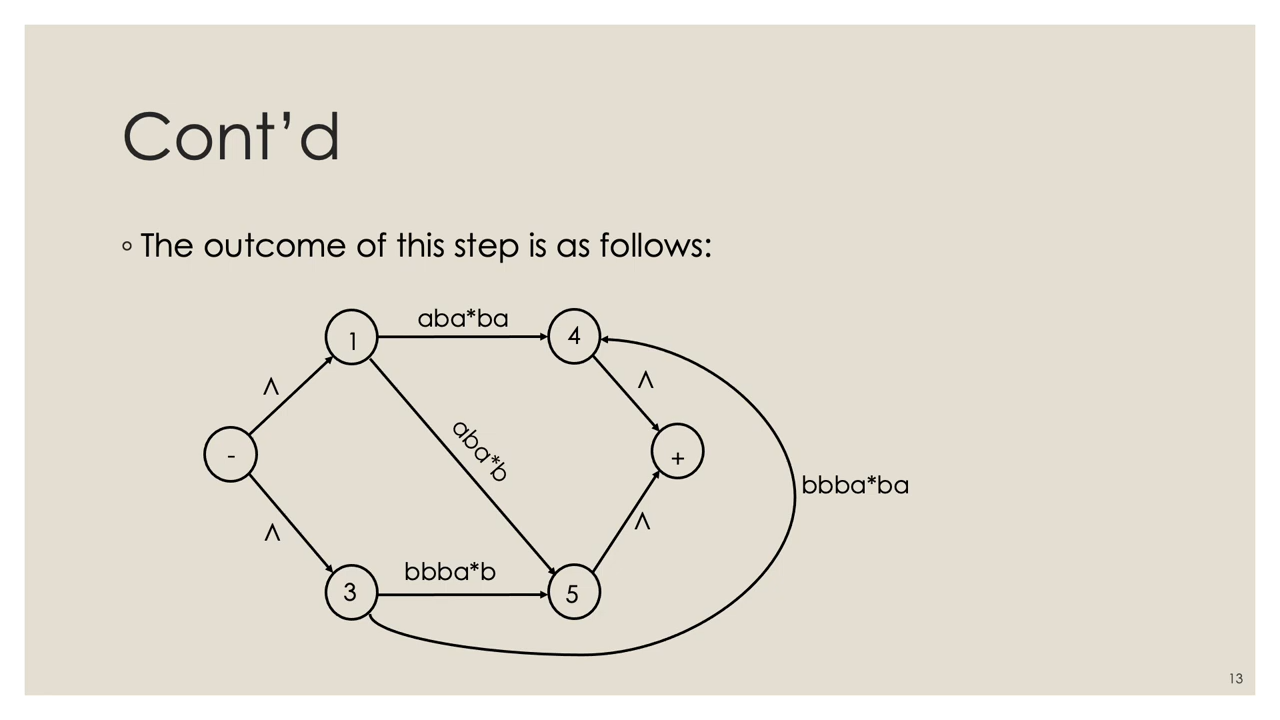 Cont’d
◦ The outcome of this step is as follows:
aba*ba
1
4
Λ
Λ
aba*b
-
+
bbba*ba
Λ
Λ
bbba*b
3
5
13